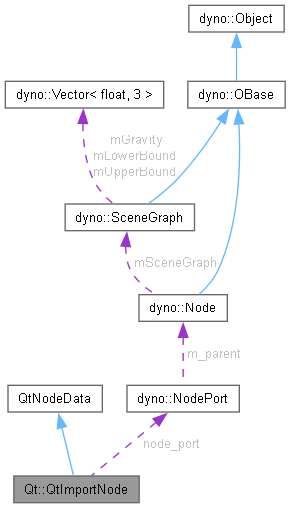 dyno::Object
dyno::Vector< float, 3 >
dyno::OBase
mGravity
mLowerBound
mUpperBound
dyno::SceneGraph
mSceneGraph
dyno::Node
m_parent
QtNodeData
dyno::NodePort
node_port
Qt::QtImportNode